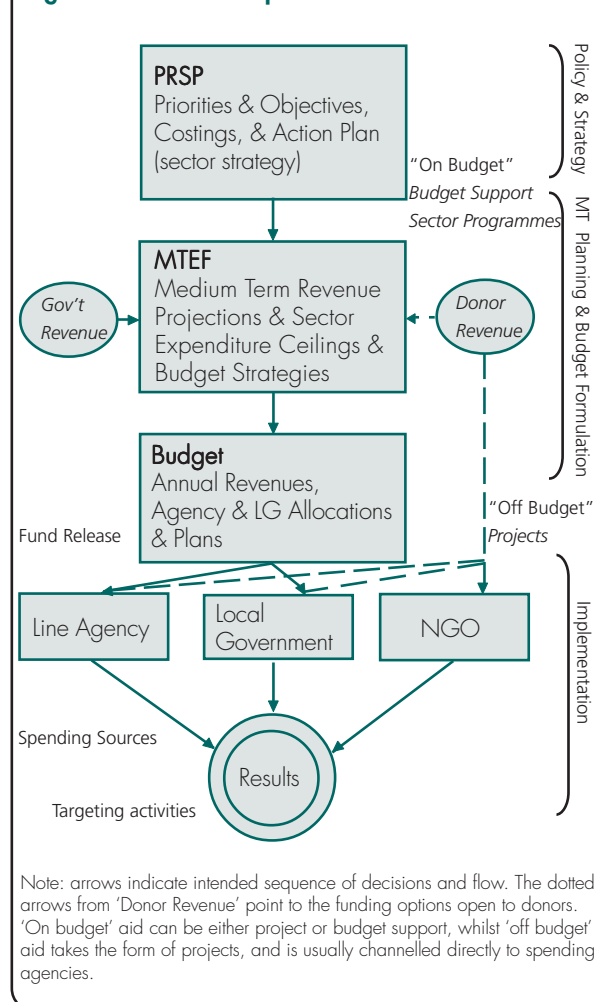 PRSP
Priorities & Objectives,
Costings, & Action Plan
(sector strategy)
Policy & Strategy
"On Budget"
Budget Support
Sector Programmes
MTEF
Medium Term Revenue
Projections & Sector
Expenditure Ceilings &
Budget Strategies
Gov't
Revenue
Donor
Revenue
MT Planning & Budget Formulation
Budget
Annual Revenues,
Agency & LG Allocations
& Plans
"Off Budget"
Projects
Fund Release
Line Agency
Local
Government
NGO
Implementation
Spending Sources
Results
Targeting activities
Note: arrows indicate intended sequence of decisions and flow. The dotted
arrows from 'Donor Revenue' point to the funding options open to donors.
'On budget' aid can be either project or budget support, whilst 'off budget'
aid takes the form of projects, and is usually channelled directly to spending
agencies.